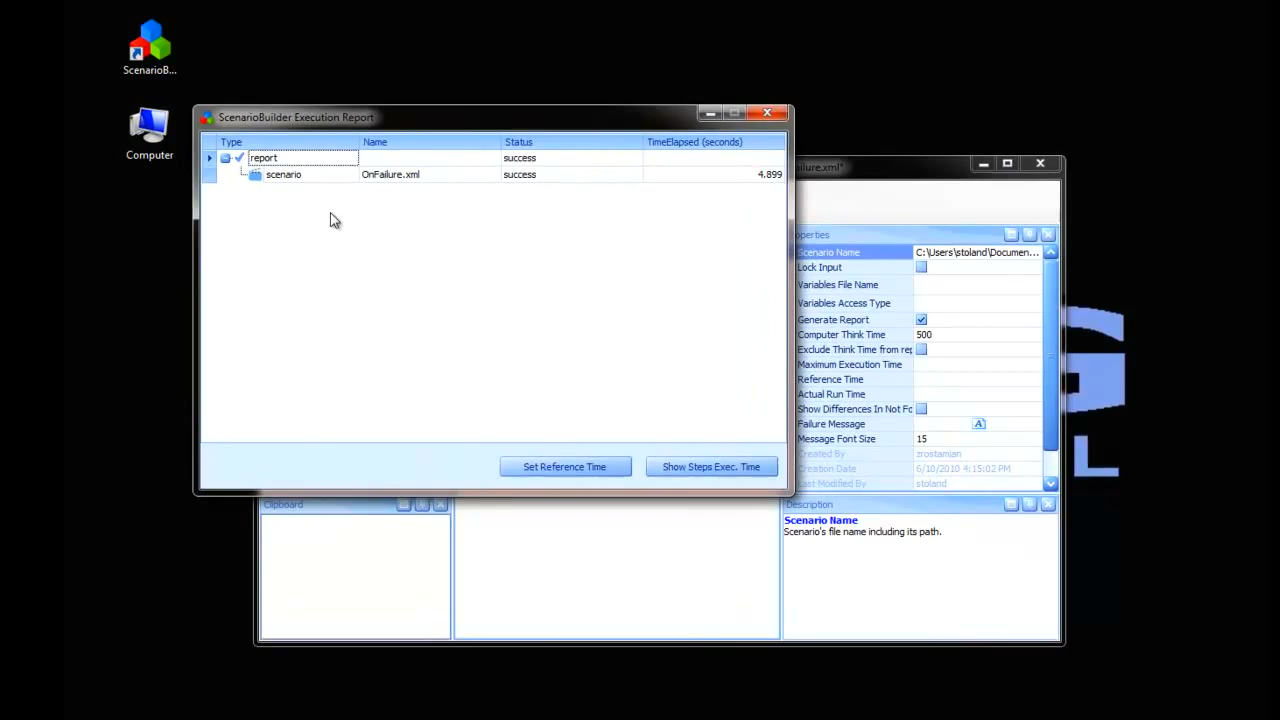 ScenarioB...
Computer
ScenarioBuilder Execution Report
Type Name Status TimeElapsed (seconds)
report success
scenario OnFailure.xml success 4.899
Set Reference Time Show Steps Exec. Time
ailure.xml*
operties
Scenario Name C:\Users\stoland\Documen...
Lock Input
Variables File Name
Variables Access Type
Generate Report
Computer Think Time 500
Exclude Think Time from rep
Maximum Execution Time
Reference Time
Actual Run Time
Show Differences In Not Fo
Failure Message A
Message Font Size 15
Created By zrostamian
Creation Date 6/10/2010 4:15:02 PM
Last Modified By stoland
Clipboard
Description
Scenario Name
Scenario's file name including its path.
G
L